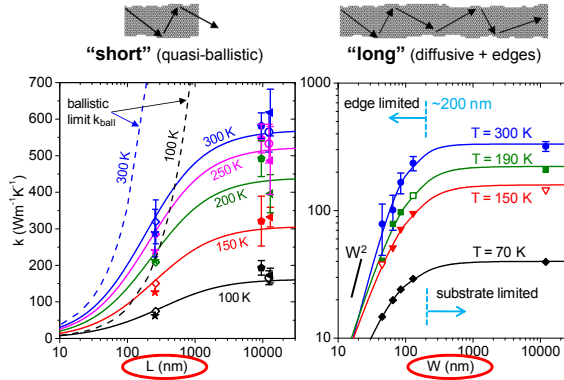 “short” (quasi-ballistic)
“long” (diffusive + edges)
700
600
500
400
300
200
100
0
k (Wm⁻¹K⁻¹)
ballistic
limit k_ball
300 K
100 K
300 K
250 K
200 K
150 K
100 K
10
100
1000
10000
L (nm)
1000
100
10
edge limited
~200 nm
T = 300 K
T = 190 K
T = 150 K
T = 70 K
W²
substrate limited
10
100
1000
10000
W (nm)